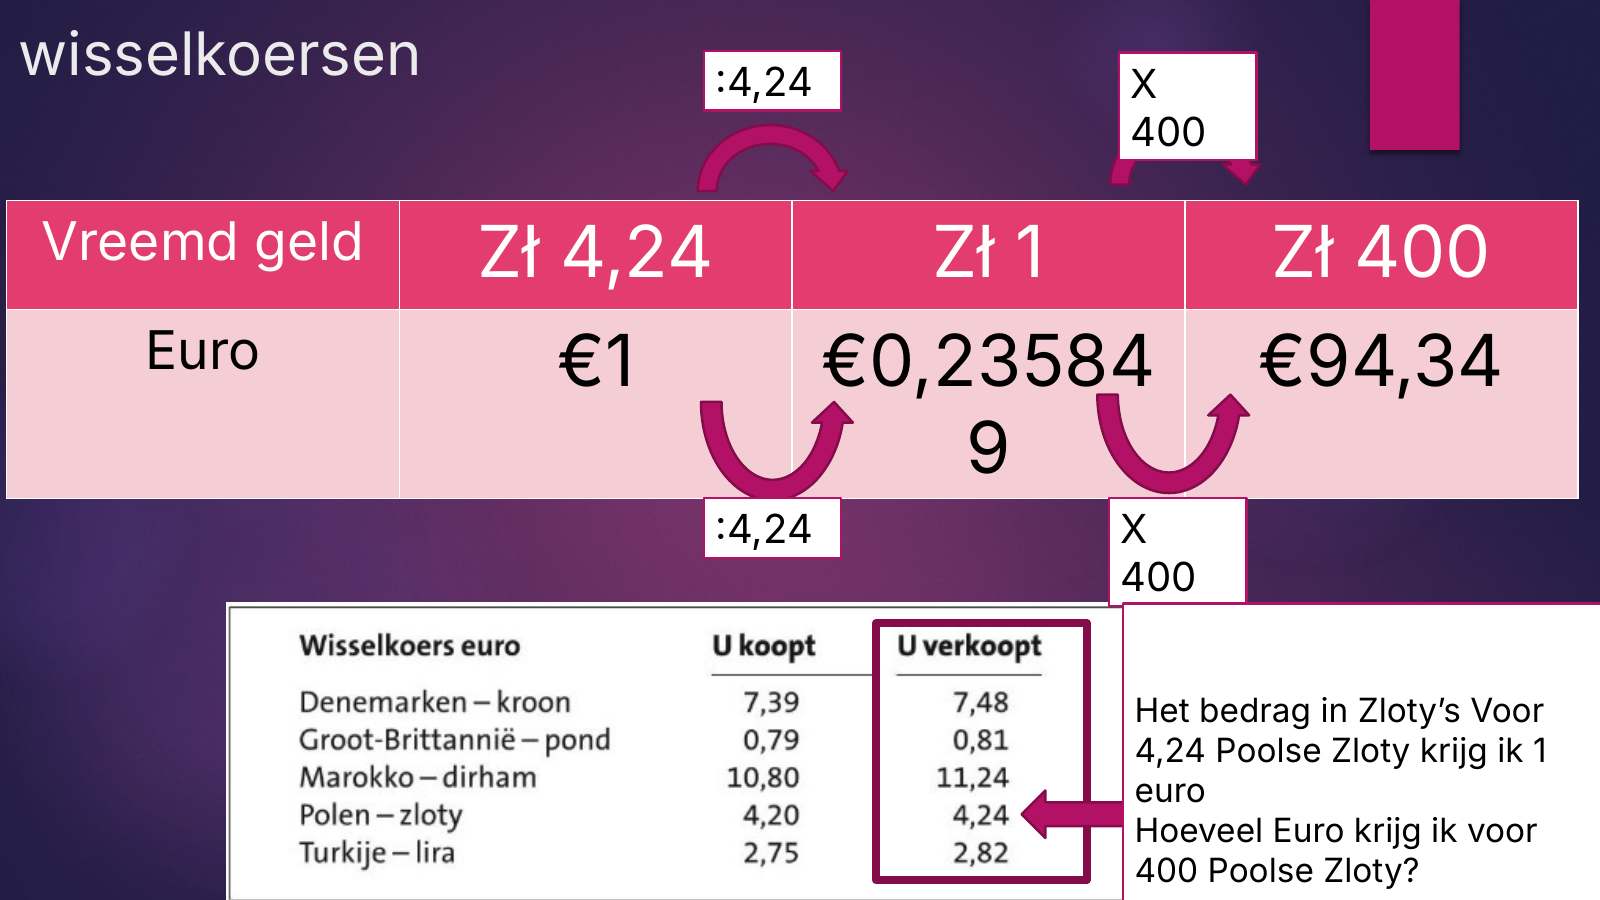 wisselkoersen
:4,24
X
400
Vreemd geld Zł 4,24 Zł 1 Zł 400
Euro €1 €0,23584 €94,34
9
:4,24
X
400
Wisselkoers euro U koopt U verkoopt
Denemarken – kroon 7,39 7,48
Groot-Brittannië – pond 0,79 0,81
Marokko – dirham 10,80 11,24
Polen – zloty 4,20 4,24
Turkije – lira 2,75 2,82
Het bedrag in Zloty’s Voor
4,24 Poolse Zloty krijg ik 1
euro
Hoeveel Euro krijg ik voor
400 Poolse Zloty?